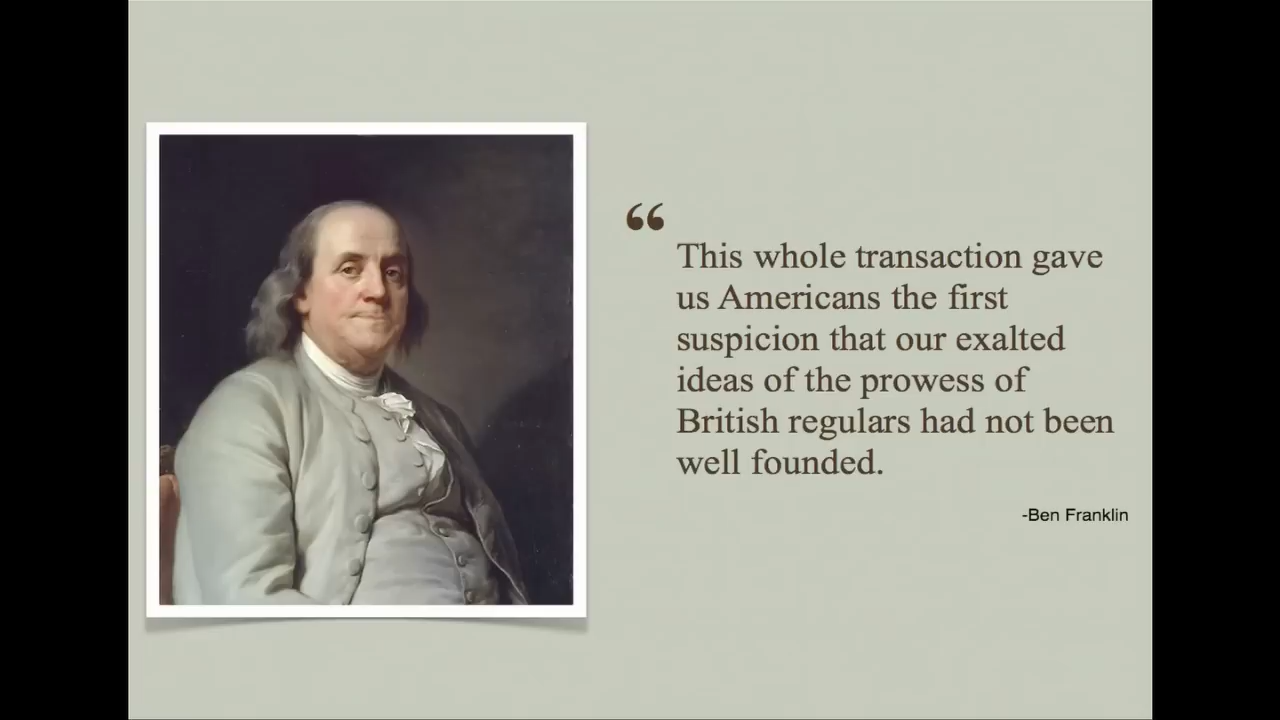 “
This whole transaction gave
us Americans the first
suspicion that our exalted
ideas of the prowess of
British regulars had not been
well founded.
-Ben Franklin